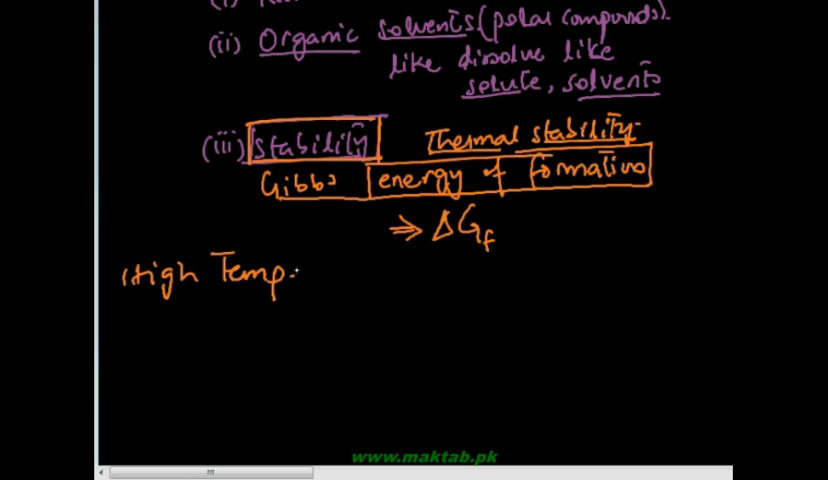 (ii) Organic solvents (polar compounds).
like dissolve like
solute, solvents
(iii) Stability Thermal stability.
Gibbs energy of formation
⇒ ΔGf
High Temp.
www.maktab.pk